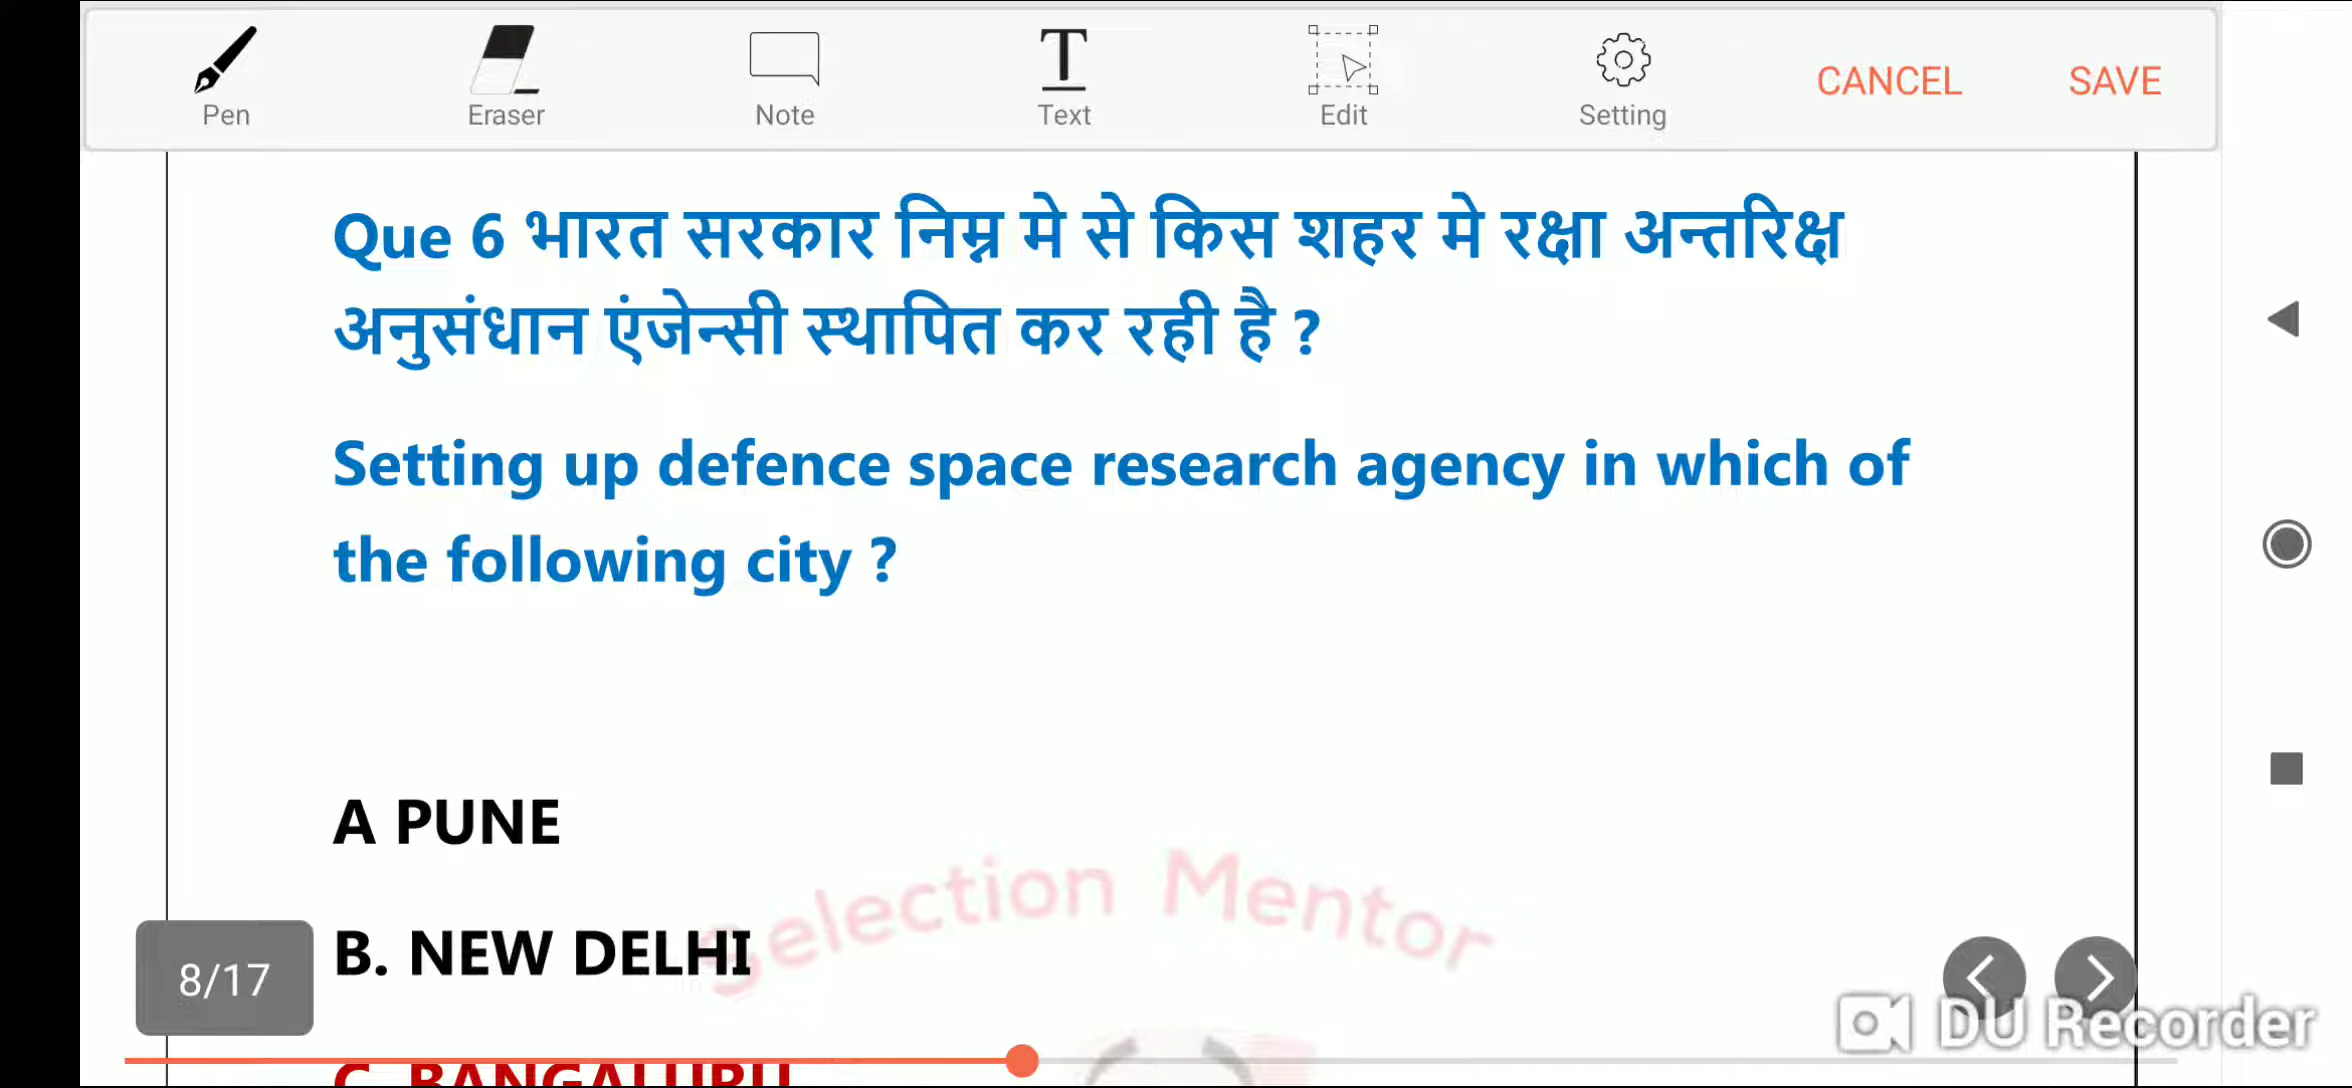 Pen
Eraser
Note
Text
Edit
Setting
CANCEL
SAVE
Que 6 भारत सरकार निम्न मे से किस शहर मे रक्षा अन्तरिक्ष
अनुसंधान एंजेन्सी स्थापित कर रही है ?
Setting up defence space research agency in which of
the following city ?
A PUNE
Selection Mentor
B. NEW DELHI
8/17
DU Recorder
C. BANGALURU